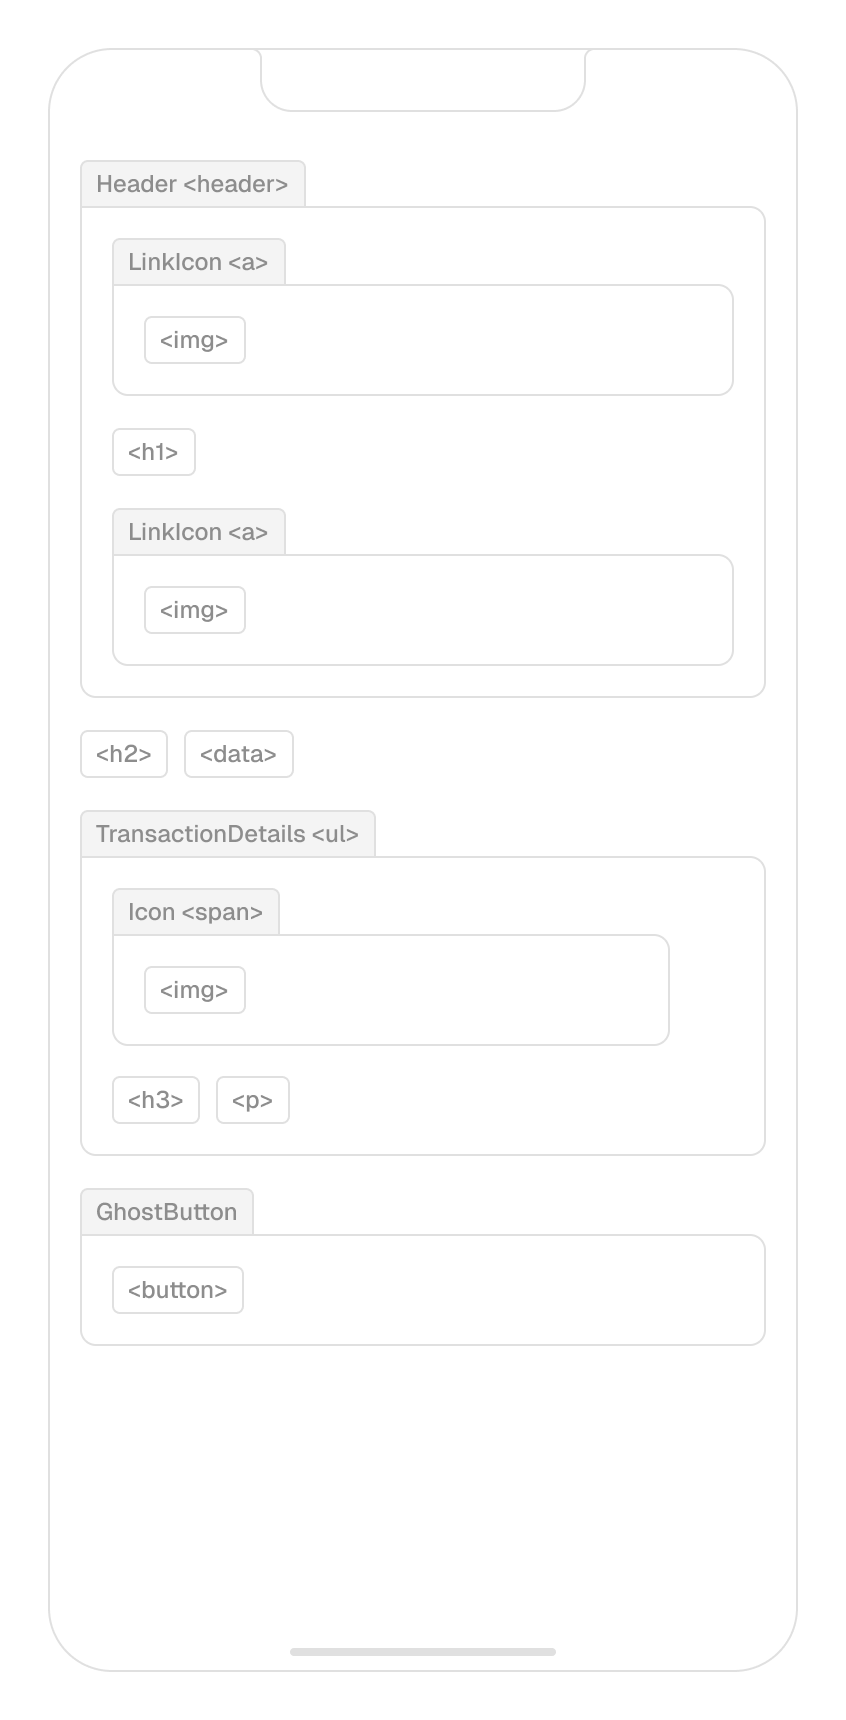 Header <header>
LinkIcon <a>
<img>
<h1>
LinkIcon <a>
<img>
<h2> <data>
TransactionDetails <ul>
Icon <span>
<img>
<h3> <p>
GhostButton
<button>